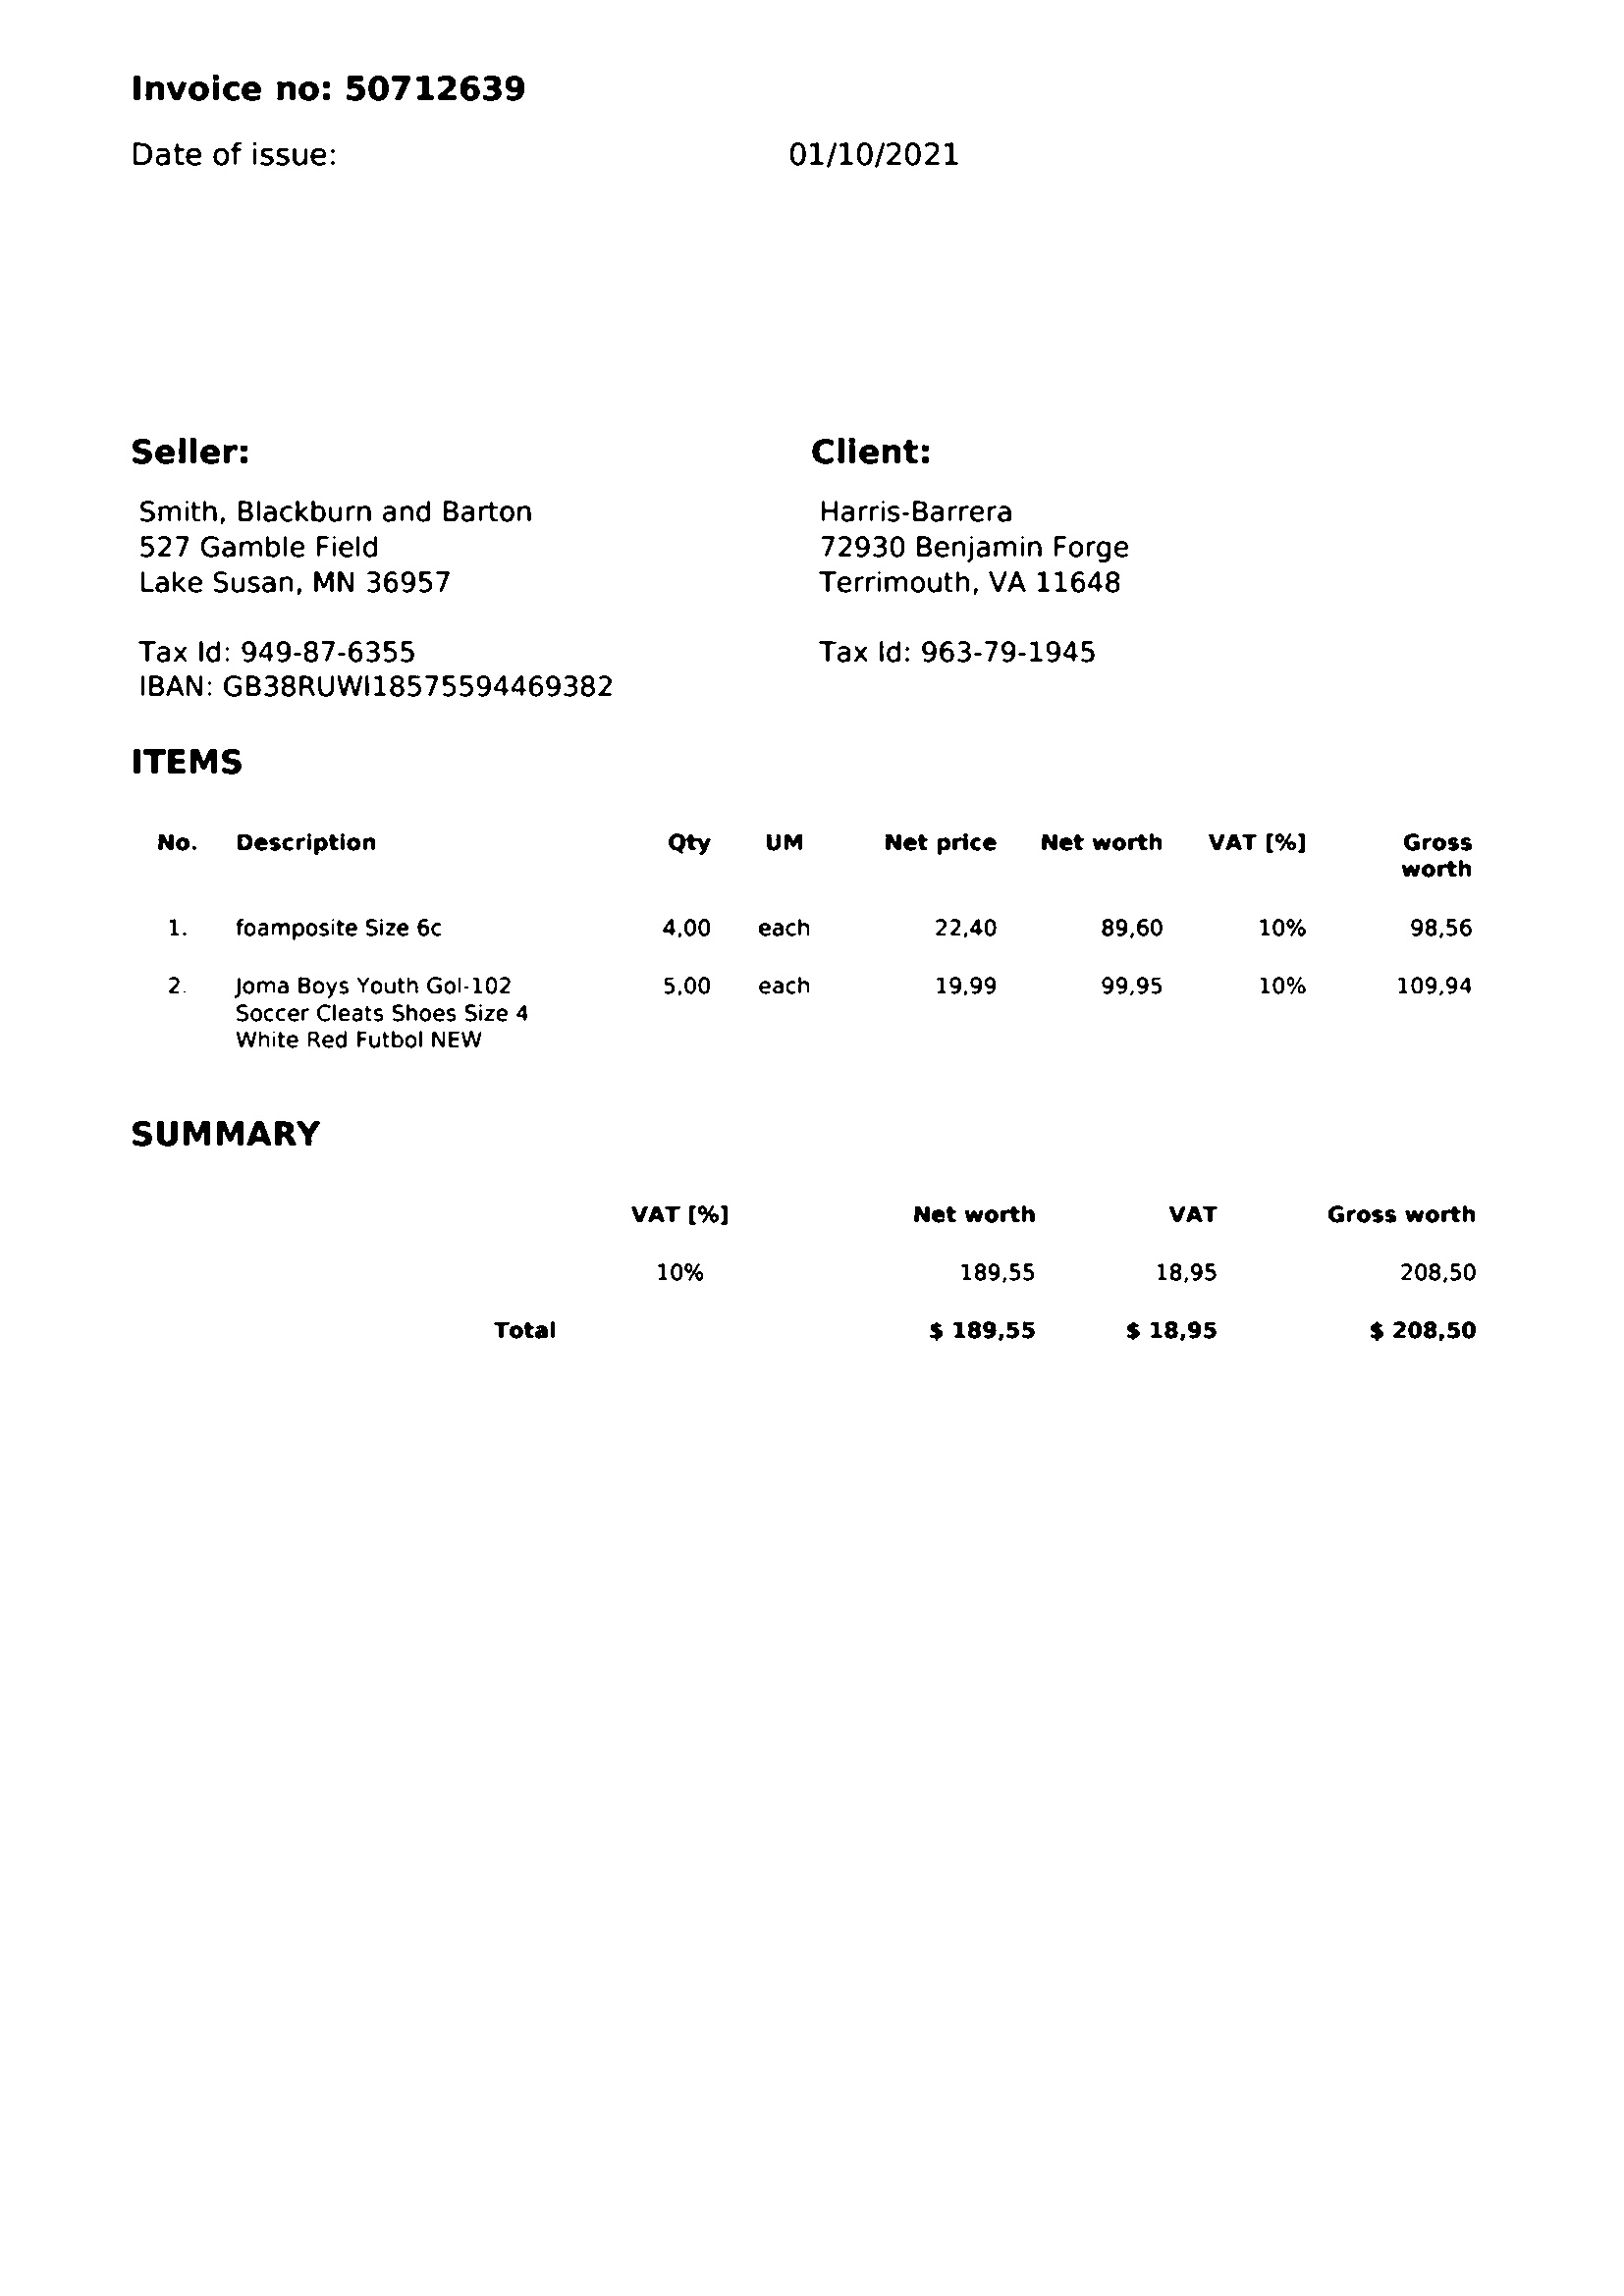 Invoice no: 50712639
Date of issue: 01/10/2021
Seller: Client:
Smith, Blackburn and Barton Harris-Barrera
527 Gamble Field 72930 Benjamin Forge
Lake Susan, MN 36957 Terrimouth, VA 11648
Tax Id: 949-87-6355 Tax Id: 963-79-1945
IBAN: GB38RUWI18575594469382
ITEMS
No. Description Qty UM Net price Net worth VAT [%] Gross
worth
1. foamposite Size 6c 4,00 each 22,40 89,60 10% 98,56
2. Joma Boys Youth Gol-102 5,00 each 19,99 99,95 10% 109,94
Soccer Cleats Shoes Size 4
White Red Futbol NEW
SUMMARY
VAT [%] Net worth VAT Gross worth
10% 189,55 18,95 208,50
Total $ 189,55 $ 18,95 $ 208,50